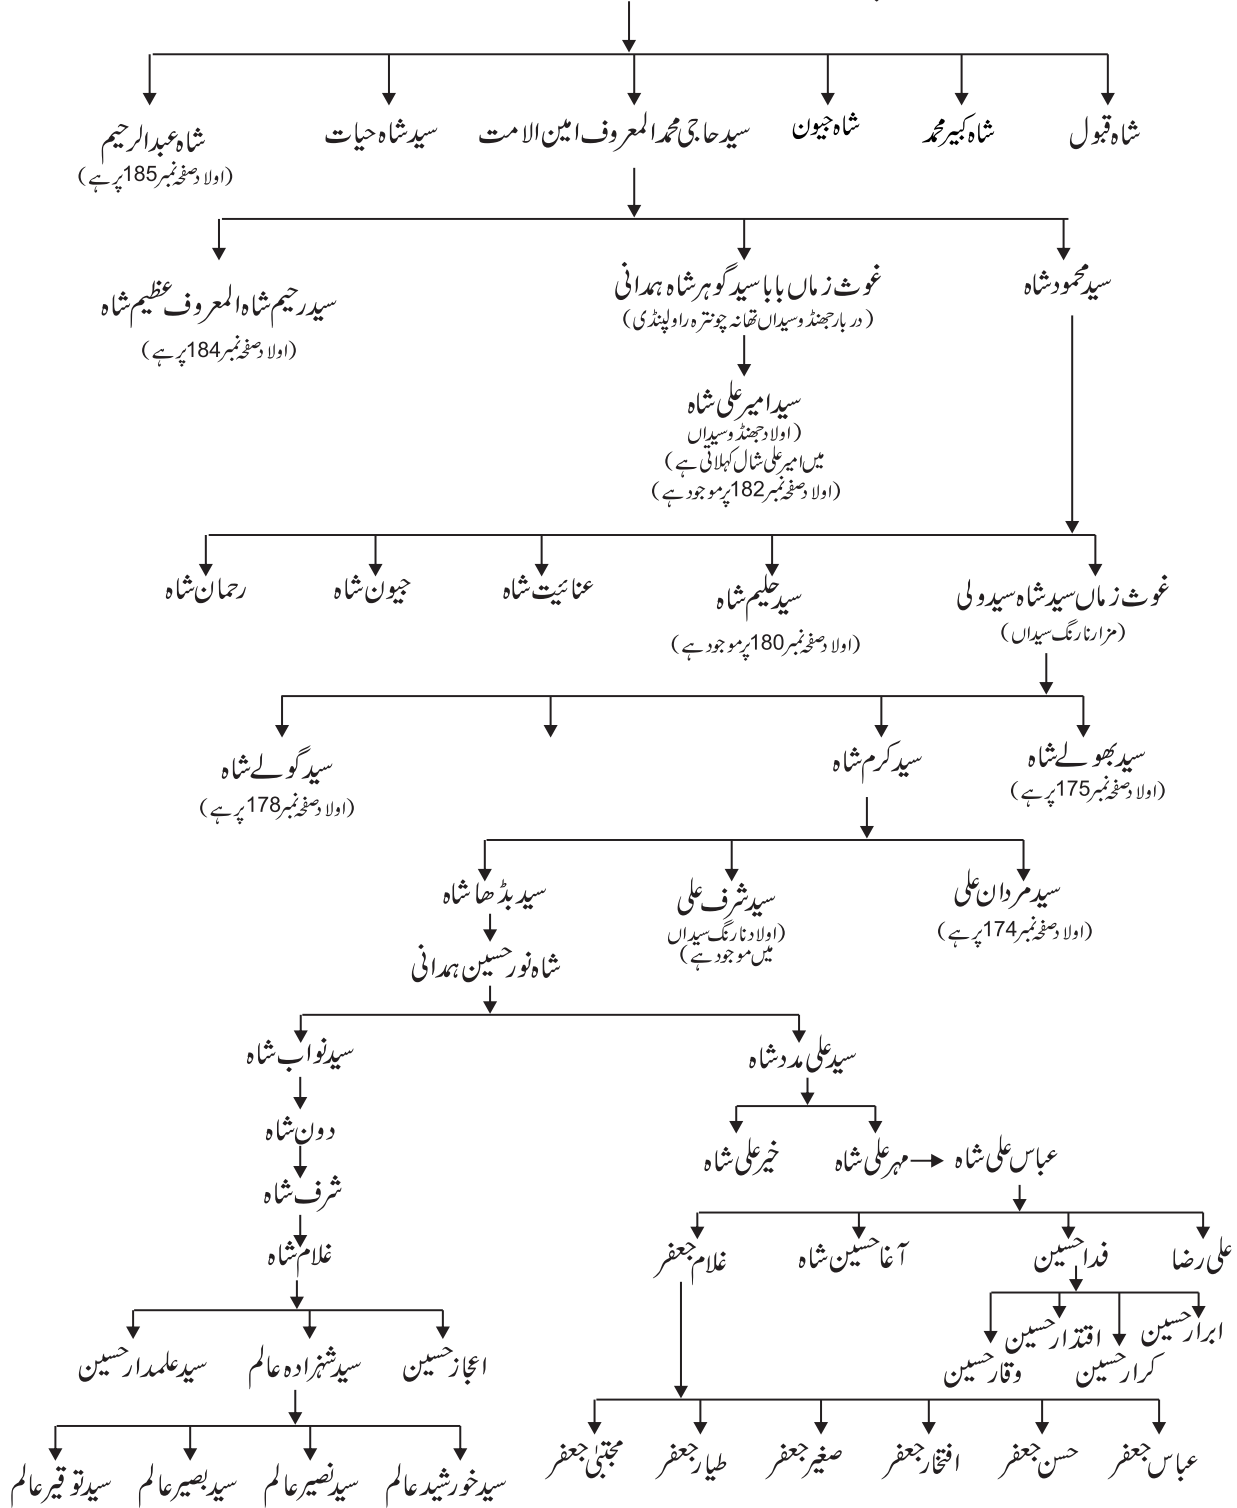 شاہ قبول
شاہ کبیر محمد
شاہ جیون
سید حاجی محمد المعروف امین الامت
سید شاہ حیات
شاہ عبدالرحیم
(اولاد صفحہ نمبر 185 پر ہے)
سید محمود شاہ
غوث زماں بابا سید گوہر شاہ ہمدانی
(دربار جھنڈو سیداں تھانہ چونترہ راولپنڈی)
سید رحیم شاہ المعروف عظیم شاہ
(اولاد صفحہ نمبر 184 پر ہے)
سید امیر علی شاہ
(اولاد جھنڈو سیداں
میں امیر علی شال کہلاتی ہے)
(اولاد صفحہ نمبر 182 پر موجود ہے)
غوث زماں سید شاہ سید ولی
(مزار نارنگ سیداں)
سید حلیم شاہ
(اولاد صفحہ نمبر 180 پر موجود ہے)
عنائیت شاہ
جیون شاہ
رحمان شاہ
سید بھولے شاہ
(اولاد صفحہ نمبر 175 پر ہے)
سید کرم شاہ
سید گولے شاہ
(اولاد صفحہ نمبر 178 پر ہے)
سید مردان علی
(اولاد صفحہ نمبر 174 پر ہے)
سید شرف علی
(اولاد نارنگ سیداں
میں موجود ہے)
سید بڈھا شاہ
شاہ نور حسین ہمدانی
سید علی مدد شاہ
سید نواب شاہ
عباس علی شاہ
مہر علی شاہ
خیر علی شاہ
دون شاہ
شرف شاہ
غلام شاہ
علی رضا
فدا حسین
آغا حسین شاہ
غلام جعفر
ابرار حسین
کرار حسین
اقتدار حسین
وقار حسین
اعجاز حسین
سید شہزادہ عالم
سید علمدار حسین
عباس جعفر
حسن جعفر
افتخار جعفر
صغیر جعفر
طیار جعفر
مجتبیٰ جعفر
سید خورشید عالم
سید نصیر عالم
سید بصیر عالم
سید توقیر عالم